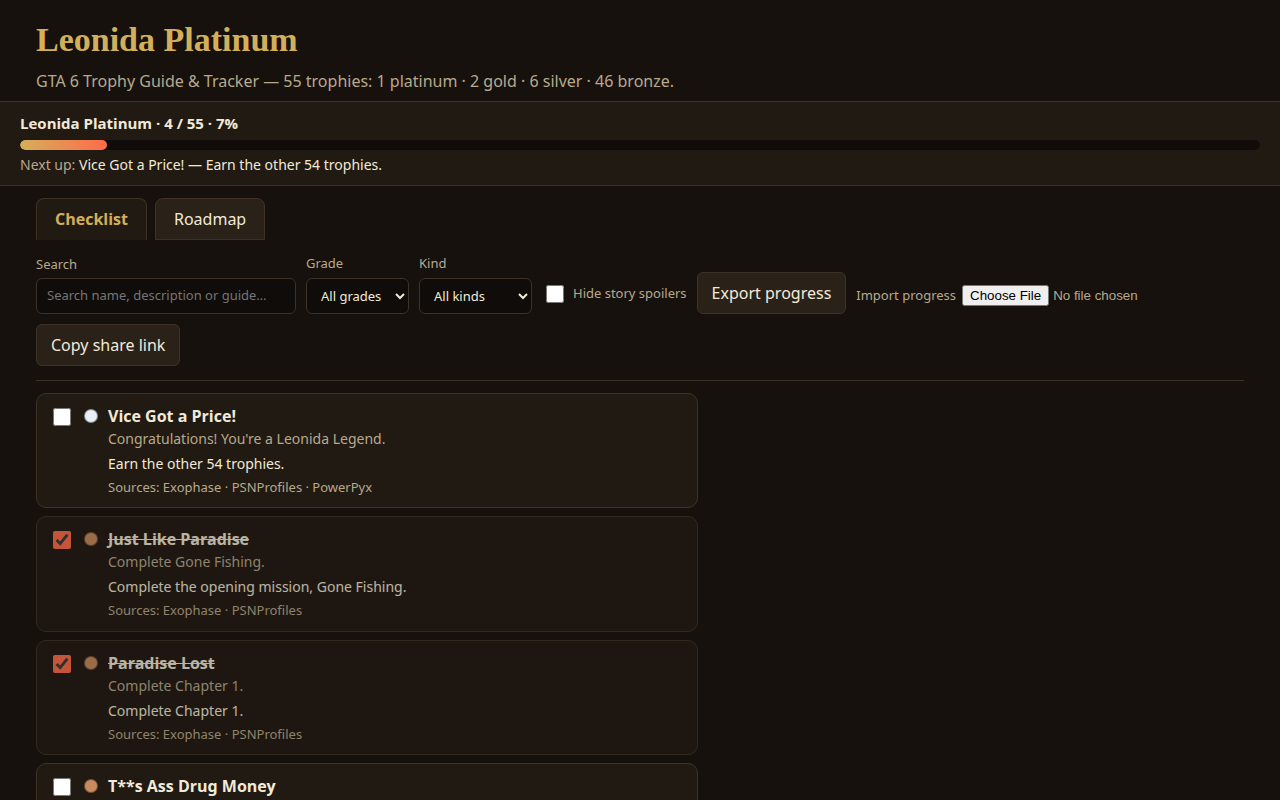 Leonida Platinum
GTA 6 Trophy Guide & Tracker — 55 trophies: 1 platinum · 2 gold · 6 silver · 46 bronze.
Leonida Platinum · 4 / 55 · 7%
Next up: Vice Got a Price! — Earn the other 54 trophies.
Checklist
Roadmap
Search
Grade
Kind
Search name, description or guide...
All grades
All kinds
Hide story spoilers
Export progress
Import progress
Choose File
No file chosen
Copy share link
Vice Got a Price!
Congratulations! You're a Leonida Legend.
Earn the other 54 trophies.
Sources: Exophase · PSNProfiles · PowerPyx
Just Like Paradise
Complete Gone Fishing.
Complete the opening mission, Gone Fishing.
Sources: Exophase · PSNProfiles
Paradise Lost
Complete Chapter 1.
Complete Chapter 1.
Sources: Exophase · PSNProfiles
T**s Ass Drug Money